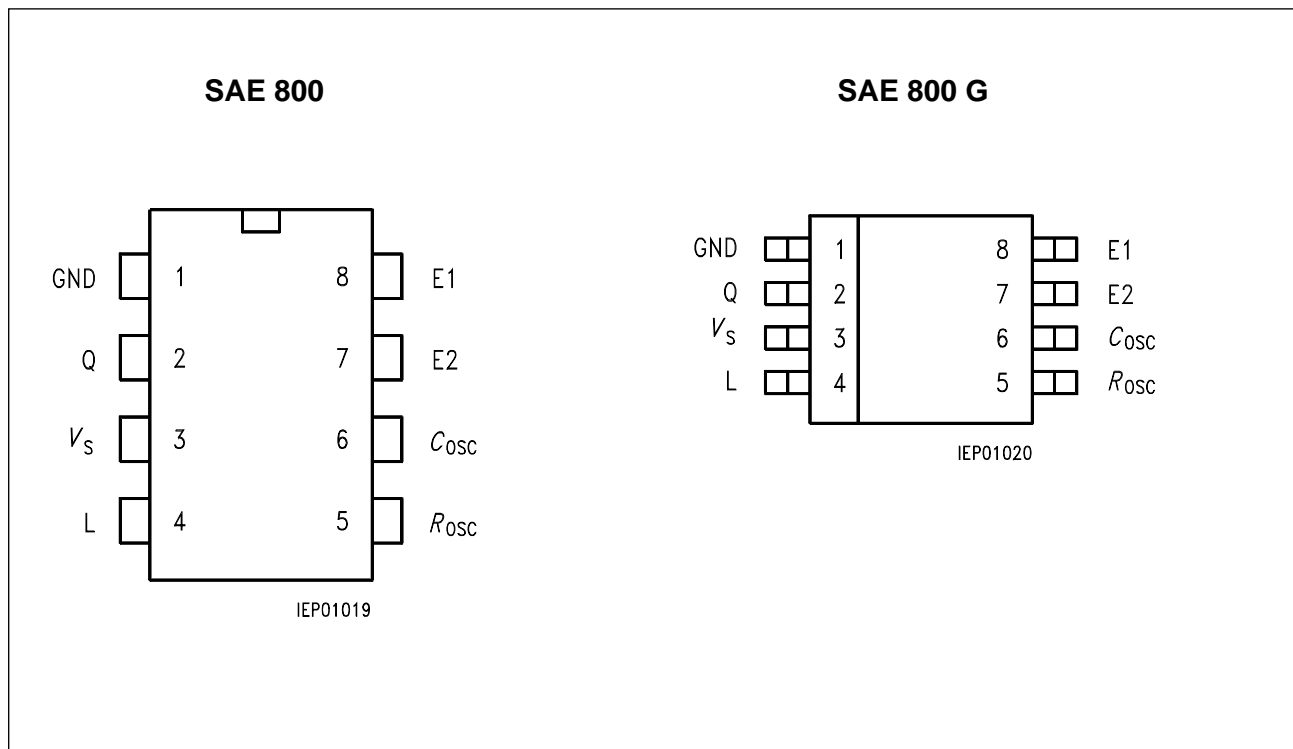 SAE 800
SAE 800 G
GND 1 8 E1
Q 2 7 E2
VS 3 6 COSC
L 4 5 ROSC
IEP01019
GND 1 8 E1
Q 2 7 E2
VS 3 6 COSC
L 4 5 ROSC
IEP01020